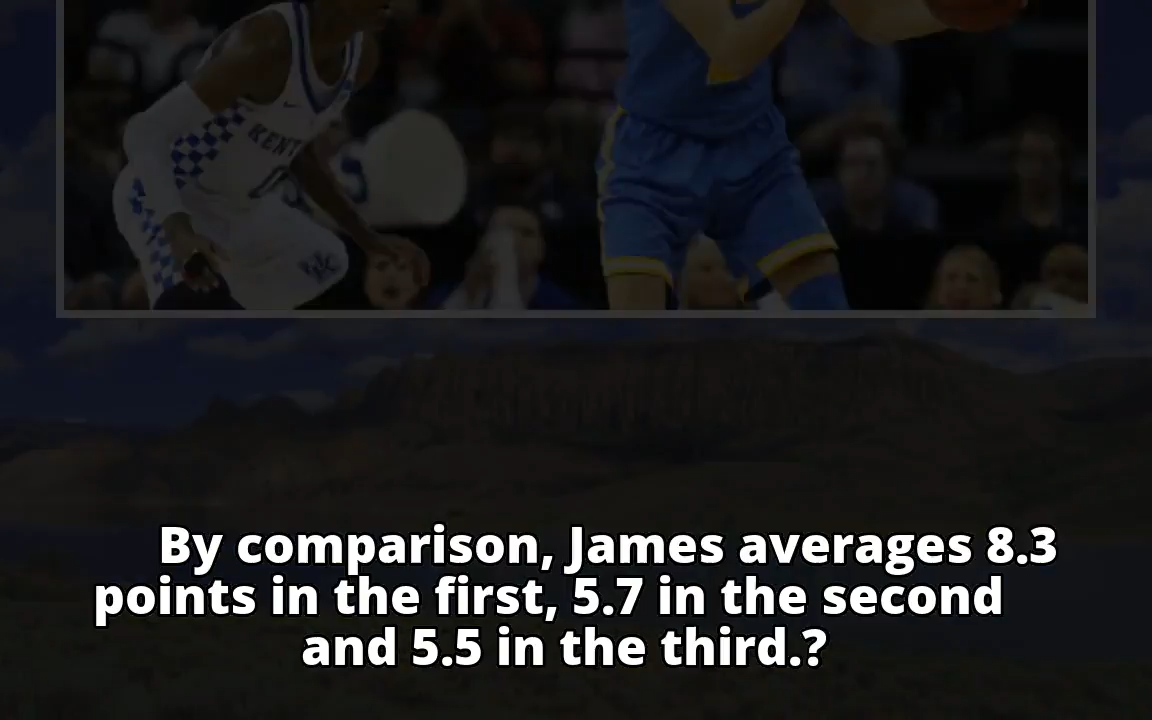 KENT
By comparison, James averages 8.3
points in the first, 5.7 in the second
and 5.5 in the third.?